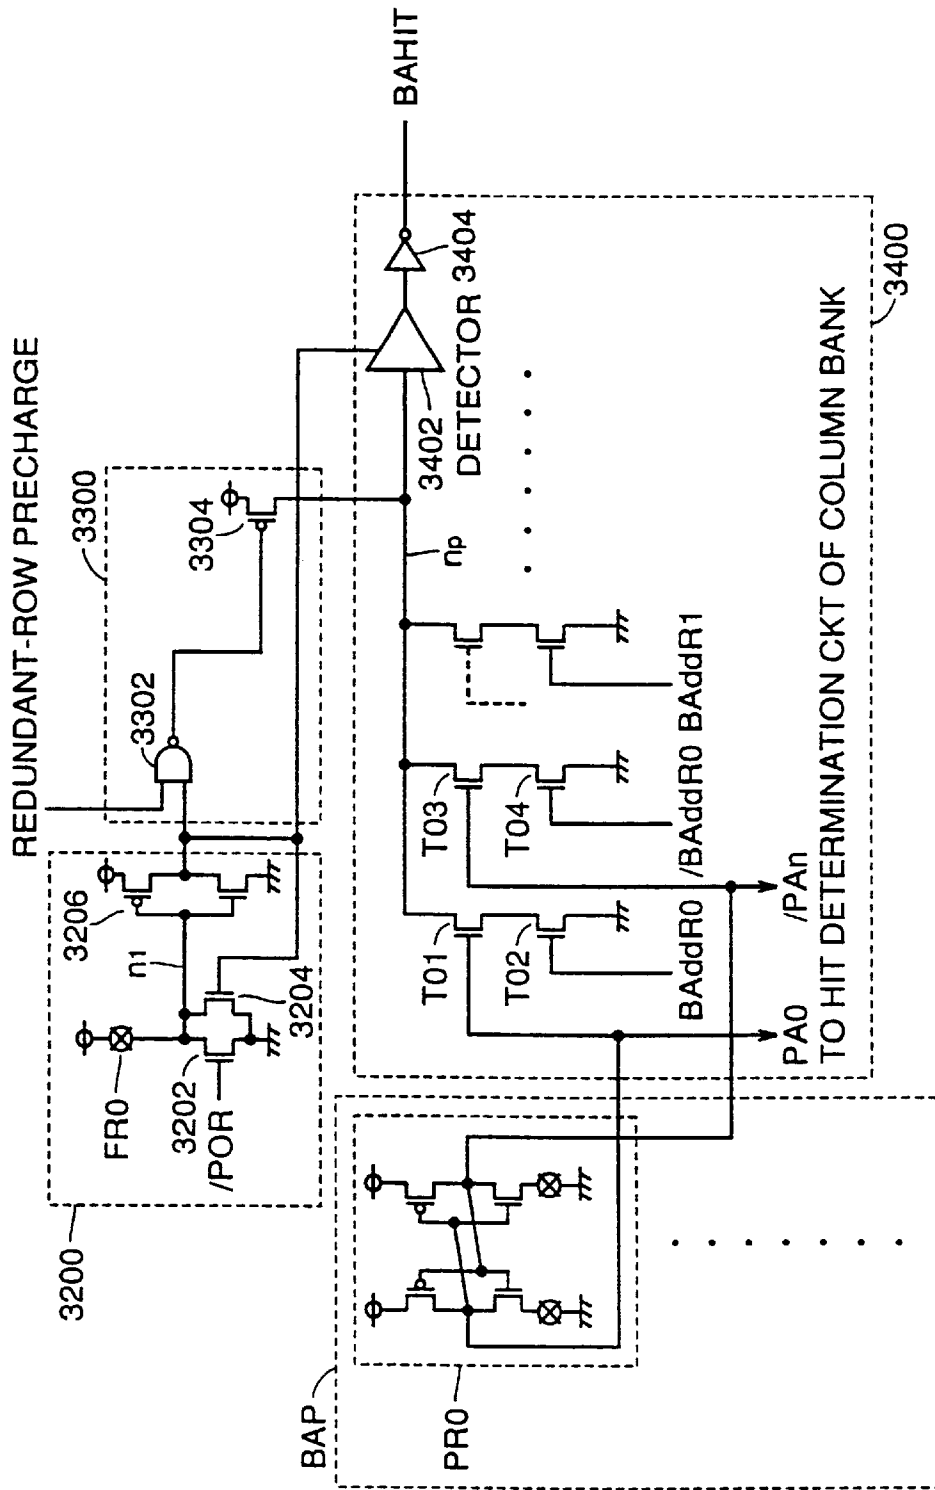 REDUNDANT-ROW PRECHARGE
3200
FR0
3202
/POR
n1
3206
3204
3300
3302
3304
BAHIT
np
3402
DETECTOR 3404
T01
T02
T03
T04
BAddR0 /BAddR0 BAddR1
PA0
/PAn
TO HIT DETERMINATION CKT OF COLUMN BANK
3400
BAP
PR0